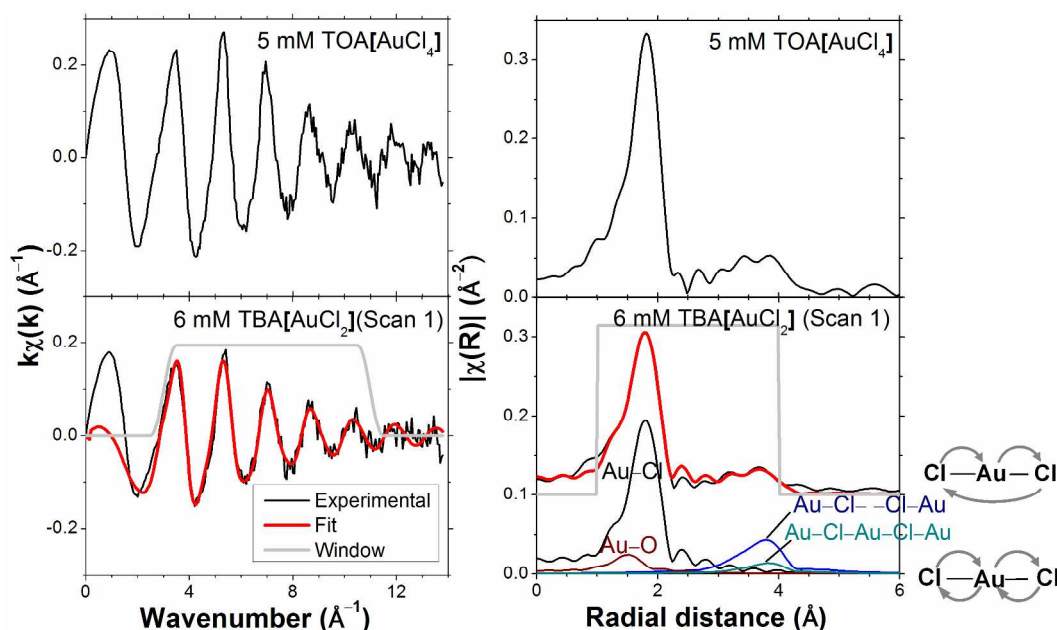 5 mM TOA[AuCl₄]
0.2
0.0
-0.2
6 mM TBA[AuCl₂](Scan 1)
0.2
0.0
-0.2
Experimental
Fit
Window
0
4
8
12
Wavenumber (Å⁻¹)
kχ(k) (Å⁻¹)
5 mM TOA[AuCl₄]
0.3
0.2
0.1
0.0
6 mM TBA[AuCl₂] (Scan 1)
0.3
0.2
0.1
0.0
Au–Cl
Au–O
Au–Cl– –Cl–Au
Au–Cl–Au–Cl–Au
0
2
4
6
Radial distance (Å)
|χ(R)| (Å⁻²)
Cl—Au—Cl
Cl—Au—Cl